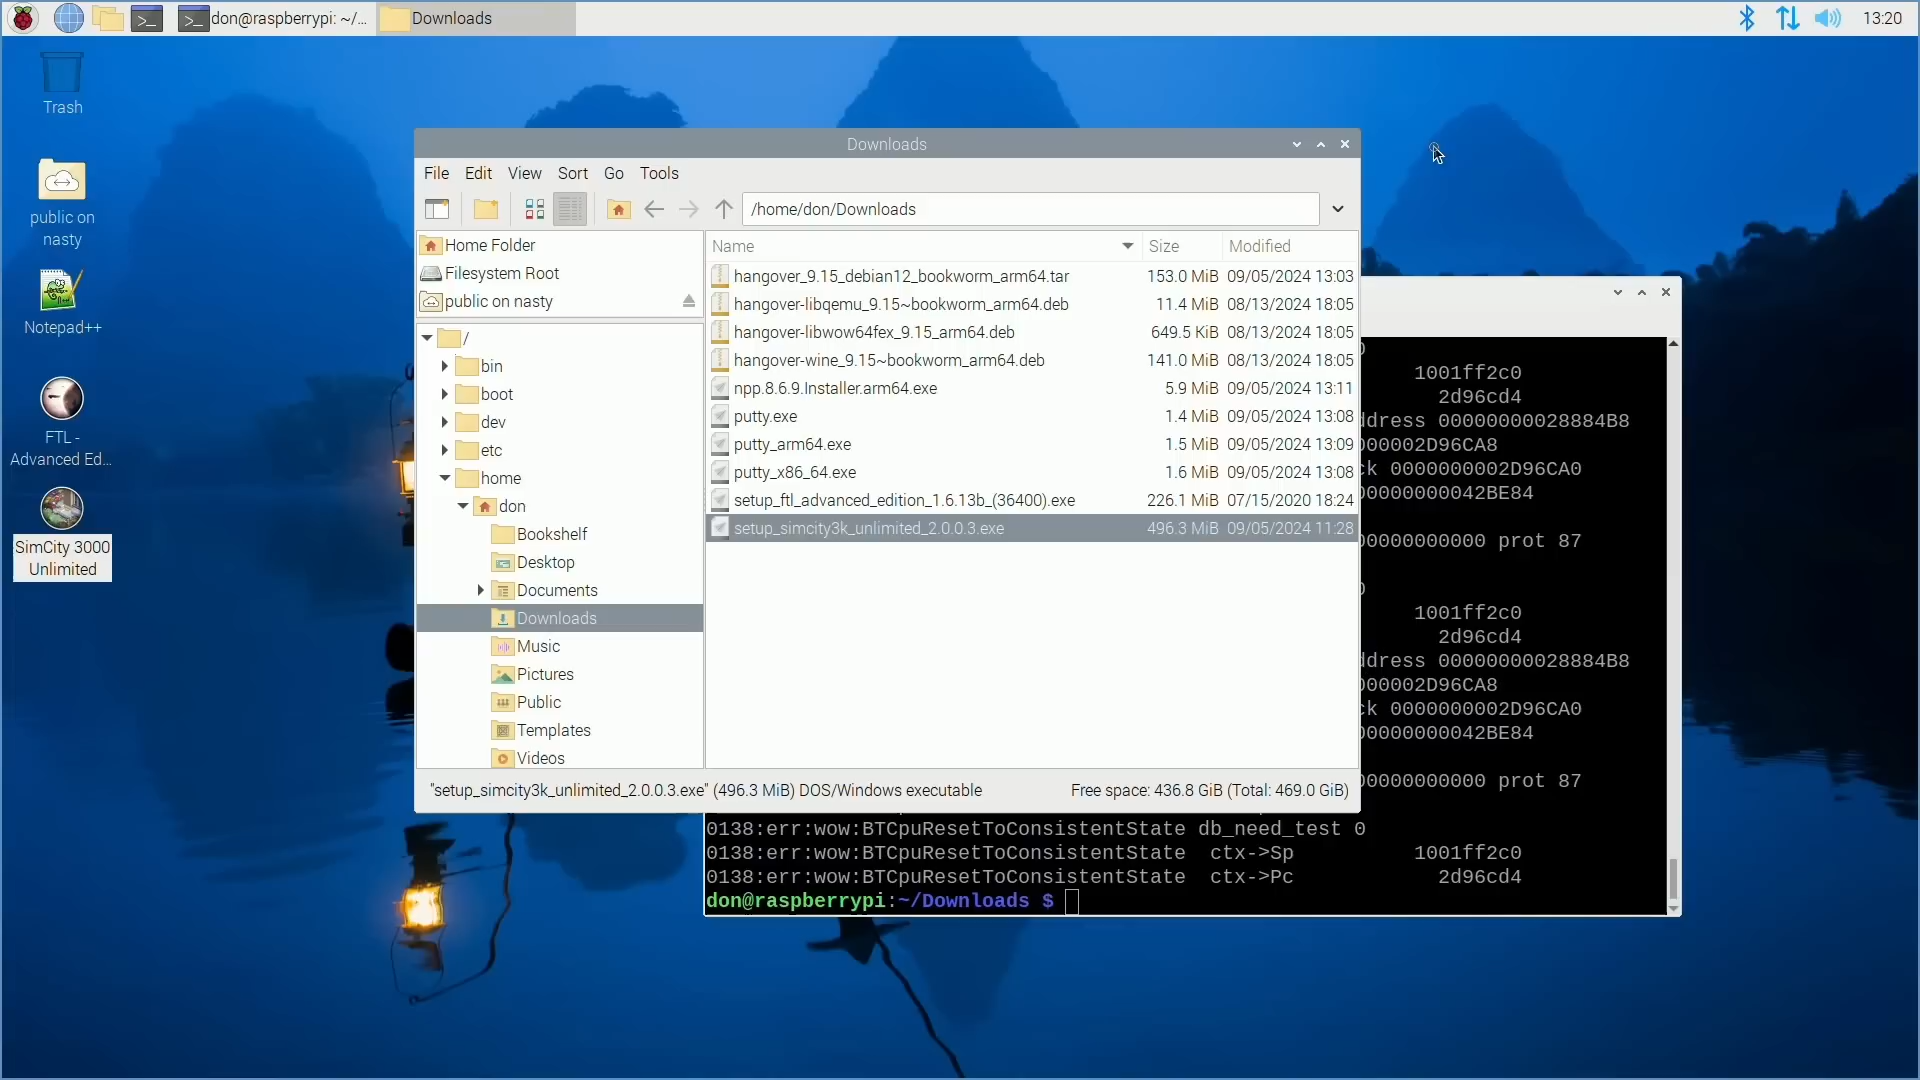 don@raspberrypi: ~/...
Downloads
13:20
Trash
public on
nasty
Notepad++
FTL -
Advanced Ed...
SimCity 3000
Unlimited
Downloads
File Edit View Sort Go Tools
/home/don/Downloads
Home Folder
Filesystem Root
public on nasty
/
bin
boot
dev
etc
home
don
Bookshelf
Desktop
Documents
Downloads
Music
Pictures
Public
Templates
Videos
Name Size Modified
hangover_9.15_debian12_bookworm_arm64.tar 153.0 MiB 09/05/2024 13:03
hangover-libqemu_9.15~bookworm_arm64.deb 11.4 MiB 08/13/2024 18:05
hangover-libwow64fex_9.15_arm64.deb 649.5 KiB 08/13/2024 18:05
hangover-wine_9.15~bookworm_arm64.deb 141.0 MiB 08/13/2024 18:05
npp.8.6.9.Installer.arm64.exe 5.9 MiB 09/05/2024 13:11
putty.exe 1.4 MiB 09/05/2024 13:08
putty_arm64.exe 1.5 MiB 09/05/2024 13:09
putty_x86_64.exe 1.6 MiB 09/05/2024 13:08
setup_ftl_advanced_edition_1.6.13b_(36400).exe 226.1 MiB 07/15/2020 18:24
setup_simcity3k_unlimited_2.0.0.3.exe 496.3 MiB 09/05/2024 11:28
"setup_simcity3k_unlimited_2.0.0.3.exe" (496.3 MiB) DOS/Windows executable Free space: 436.8 GiB (Total: 469.0 GiB)
1001ff2c0
2d96cd4
ddress 00000000028884B8
000002D96CA8
ck 0000000002D96CA0
00000000042BE84
0000000000 prot 87
1001ff2c0
2d96cd4
ddress 00000000028884B8
000002D96CA8
ck 0000000002D96CA0
00000000042BE84
0000000000 prot 87
0138:err:wow:BTCpuResetToConsistentState db_need_test 0
0138:err:wow:BTCpuResetToConsistentState ctx->Sp 1001ff2c0
0138:err:wow:BTCpuResetToConsistentState ctx->Pc 2d96cd4
don@raspberrypi:~/Downloads $